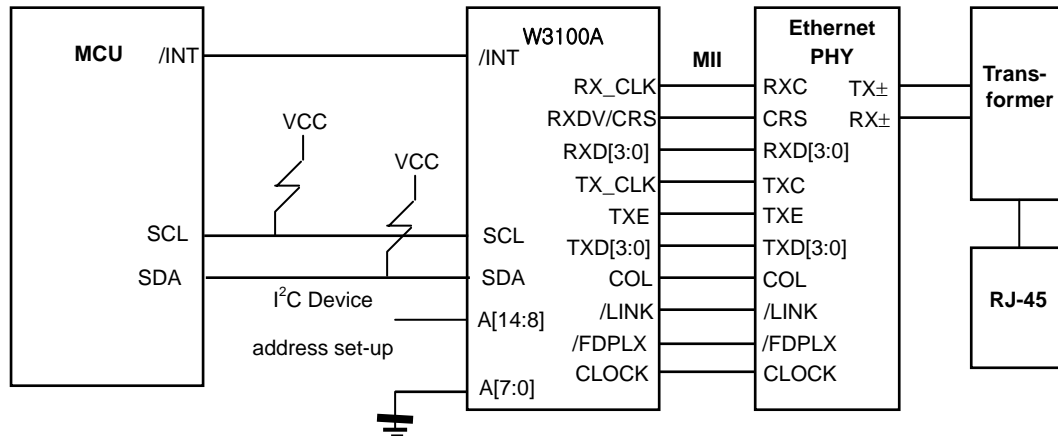 MCU
/INT
VCC
VCC
SCL
SDA
I²C Device
address set-up
W3100A
/INT
SCL
SDA
A[14:8]
A[7:0]
RX_CLK
RXDV/CRS
RXD[3:0]
TX_CLK
TXE
TXD[3:0]
COL
/LINK
/FDPLX
CLOCK
MII
Ethernet
PHY
RXC
CRS
RXD[3:0]
TXC
TXE
TXD[3:0]
COL
/LINK
/FDPLX
CLOCK
TX±
RX±
Trans-
former
RJ-45